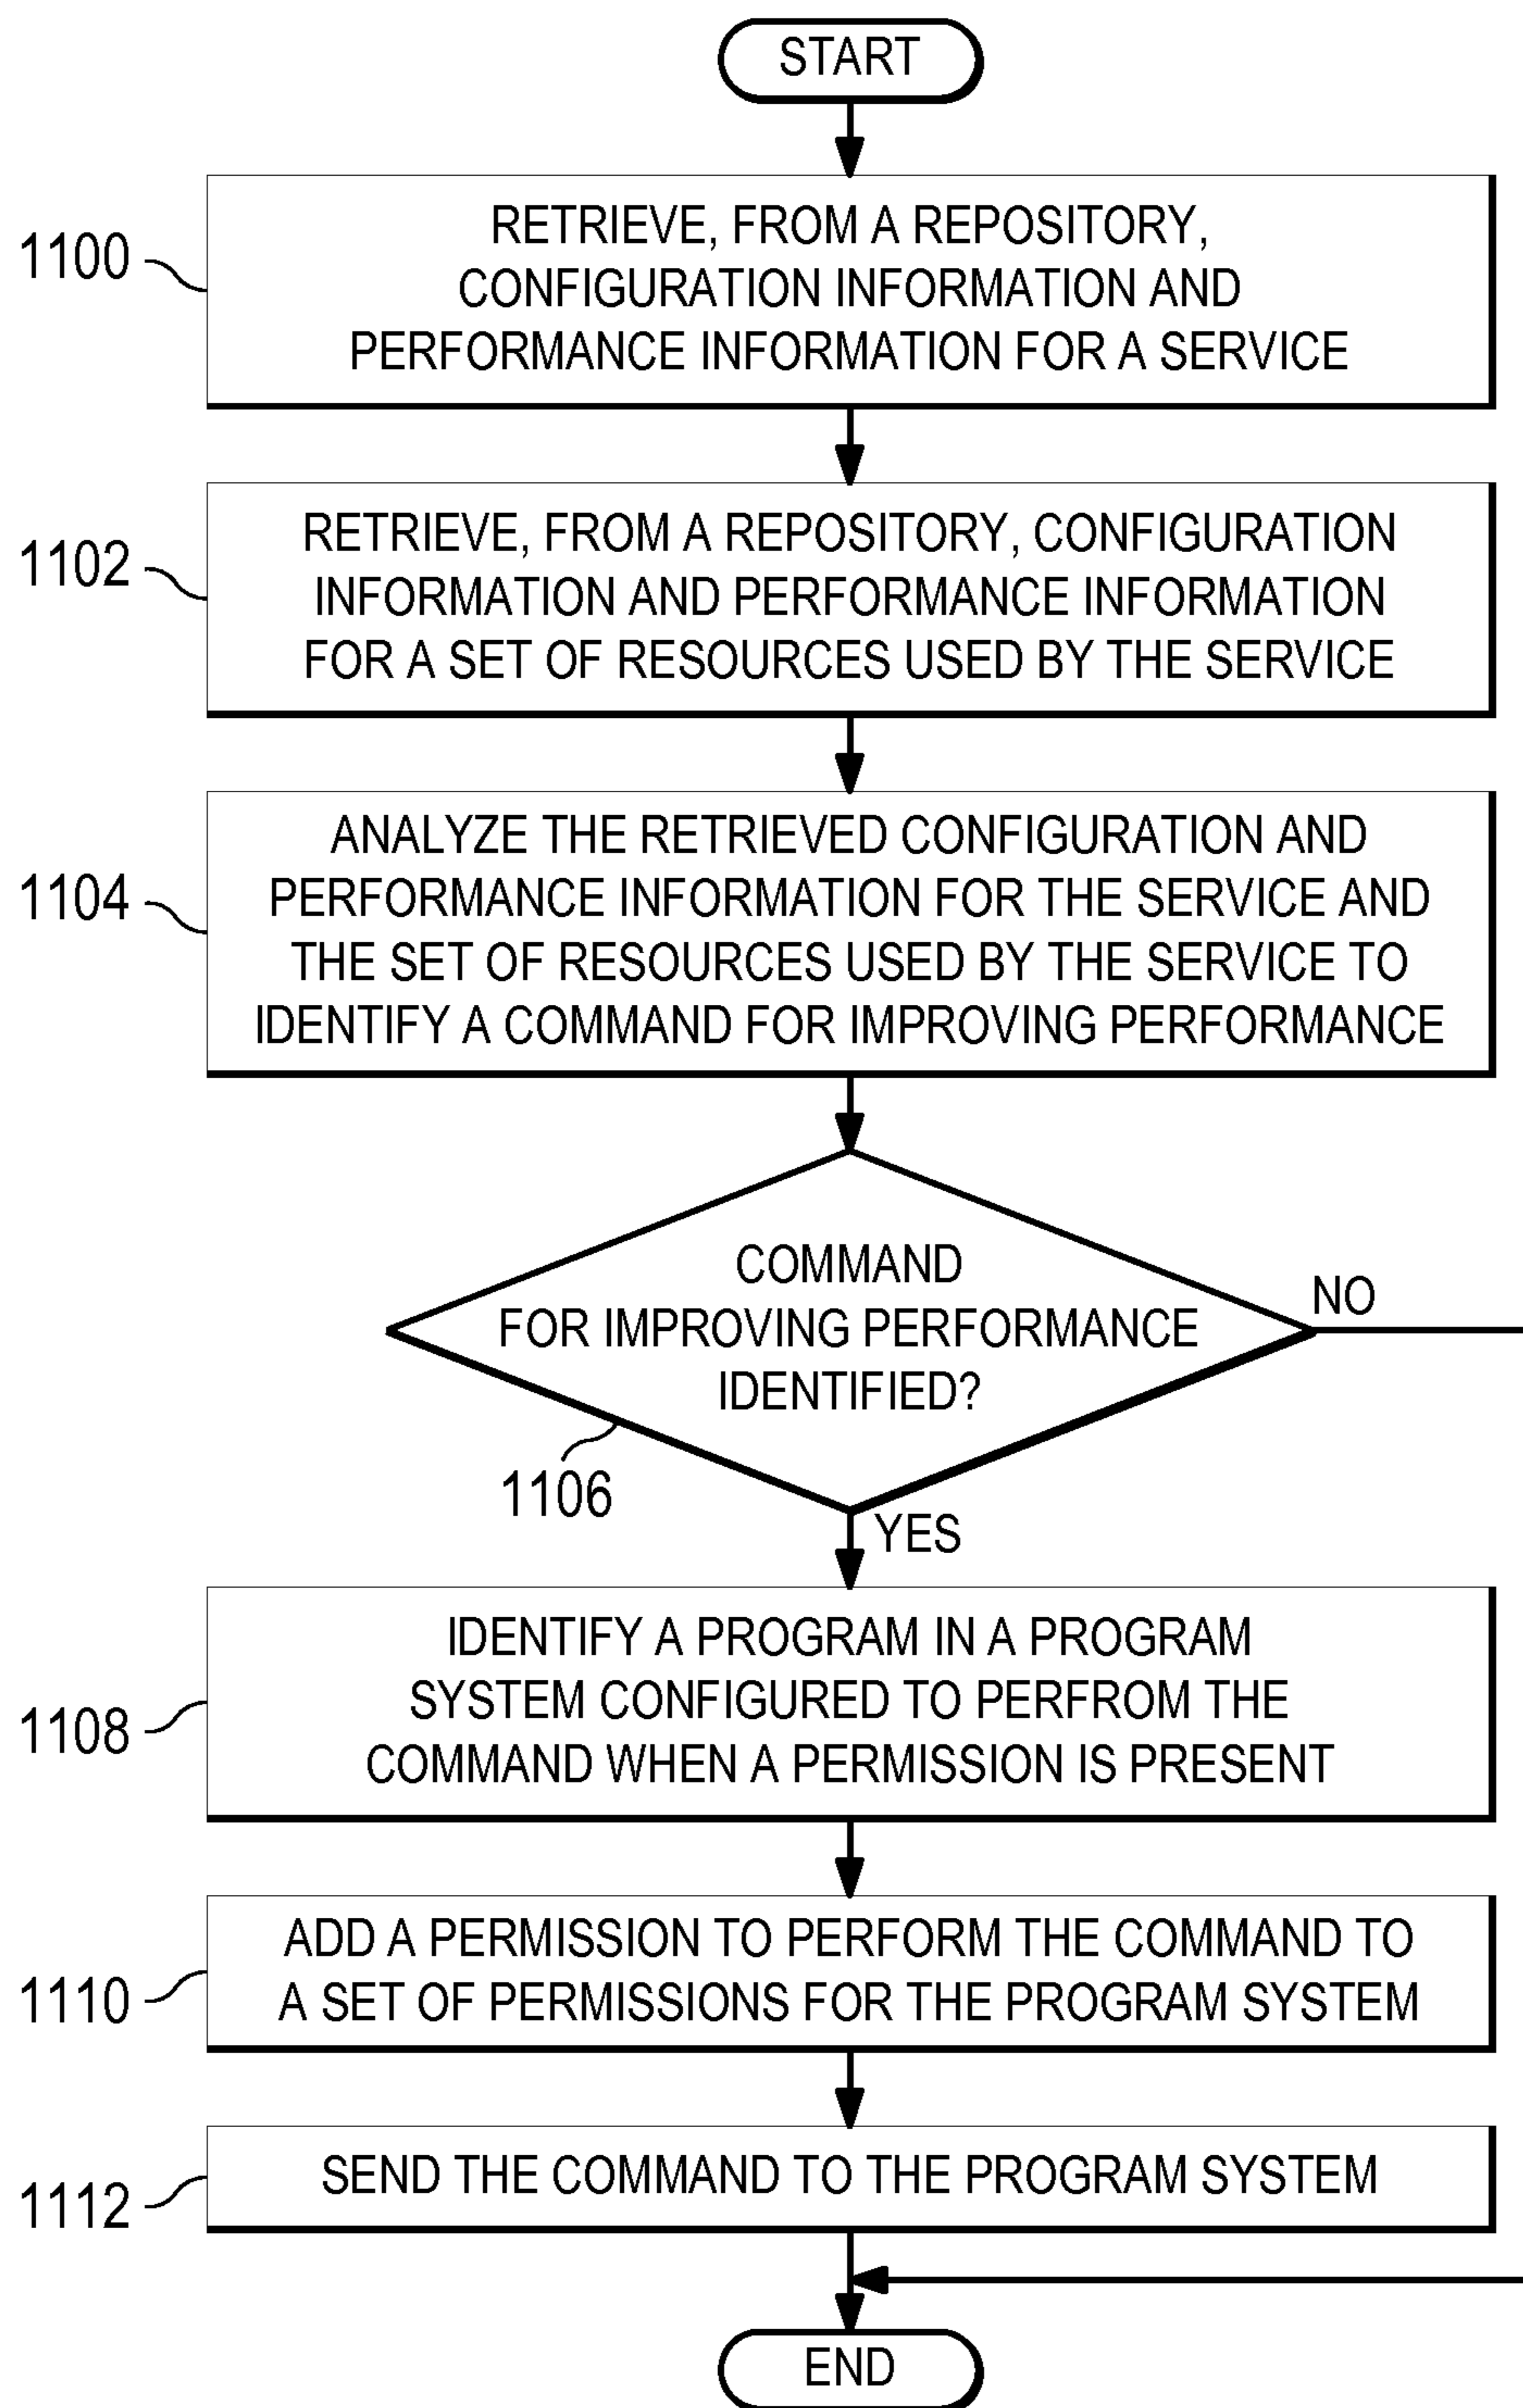 START
1100
RETRIEVE, FROM A REPOSITORY,
CONFIGURATION INFORMATION AND
PERFORMANCE INFORMATION FOR A SERVICE
1102
RETRIEVE, FROM A REPOSITORY, CONFIGURATION
INFORMATION AND PERFORMANCE INFORMATION
FOR A SET OF RESOURCES USED BY THE SERVICE
1104
ANALYZE THE RETRIEVED CONFIGURATION AND
PERFORMANCE INFORMATION FOR THE SERVICE AND
THE SET OF RESOURCES USED BY THE SERVICE TO
IDENTIFY A COMMAND FOR IMPROVING PERFORMANCE
COMMAND
FOR IMPROVING PERFORMANCE
IDENTIFIED?
NO
1106
YES
1108
IDENTIFY A PROGRAM IN A PROGRAM
SYSTEM CONFIGURED TO PERFROM THE
COMMAND WHEN A PERMISSION IS PRESENT
1110
ADD A PERMISSION TO PERFORM THE COMMAND TO
A SET OF PERMISSIONS FOR THE PROGRAM SYSTEM
1112
SEND THE COMMAND TO THE PROGRAM SYSTEM
END